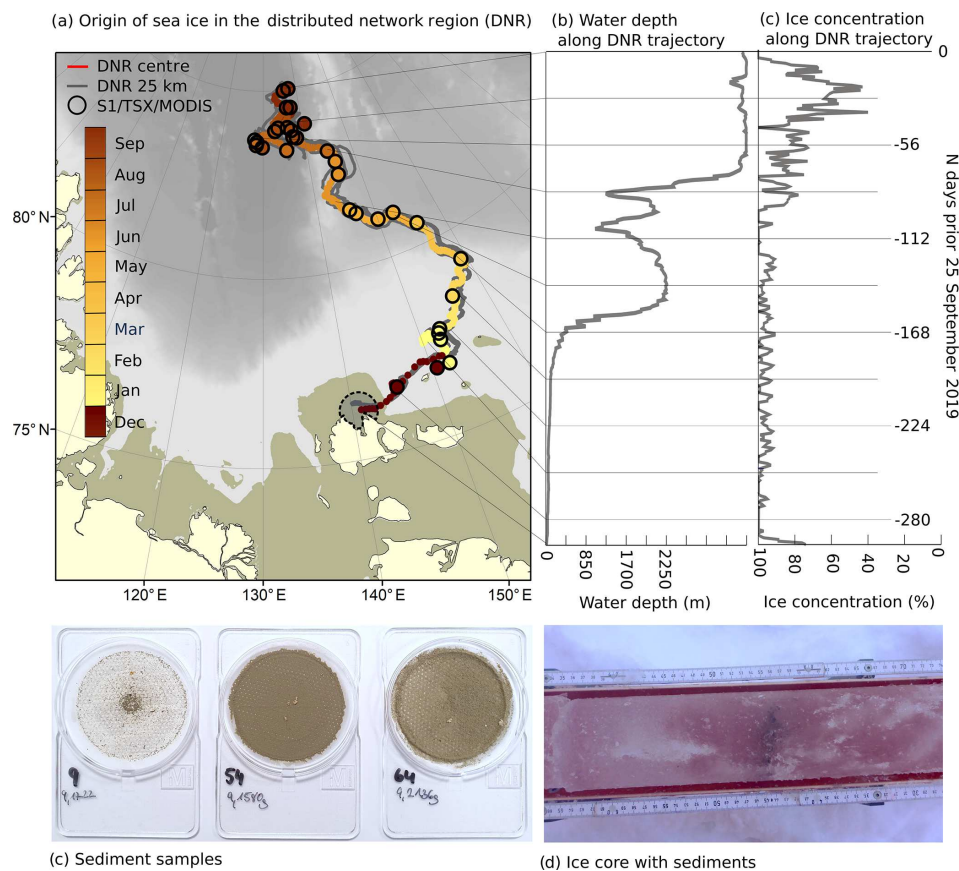 (a) Origin of sea ice in the distributed network region (DNR)
(b) Water depth
along DNR trajectory
(c) Ice concentration
along DNR trajectory
DNR centre
DNR 25 km
S1/TSX/MODIS
Sep
Aug
Jul
Jun
May
Apr
Mar
Feb
Jan
Dec
80° N
75° N
120° E
130° E
140° E
150° E
0
850
1700
2250
Water depth (m)
100
80
60
40
20
0
Ice concentration (%)
0
-56
-112
-168
-224
-280
N days prior 25 September 2019
9
54
9,1580g
64
9,2136g
(c) Sediment samples
(d) Ice core with sediments